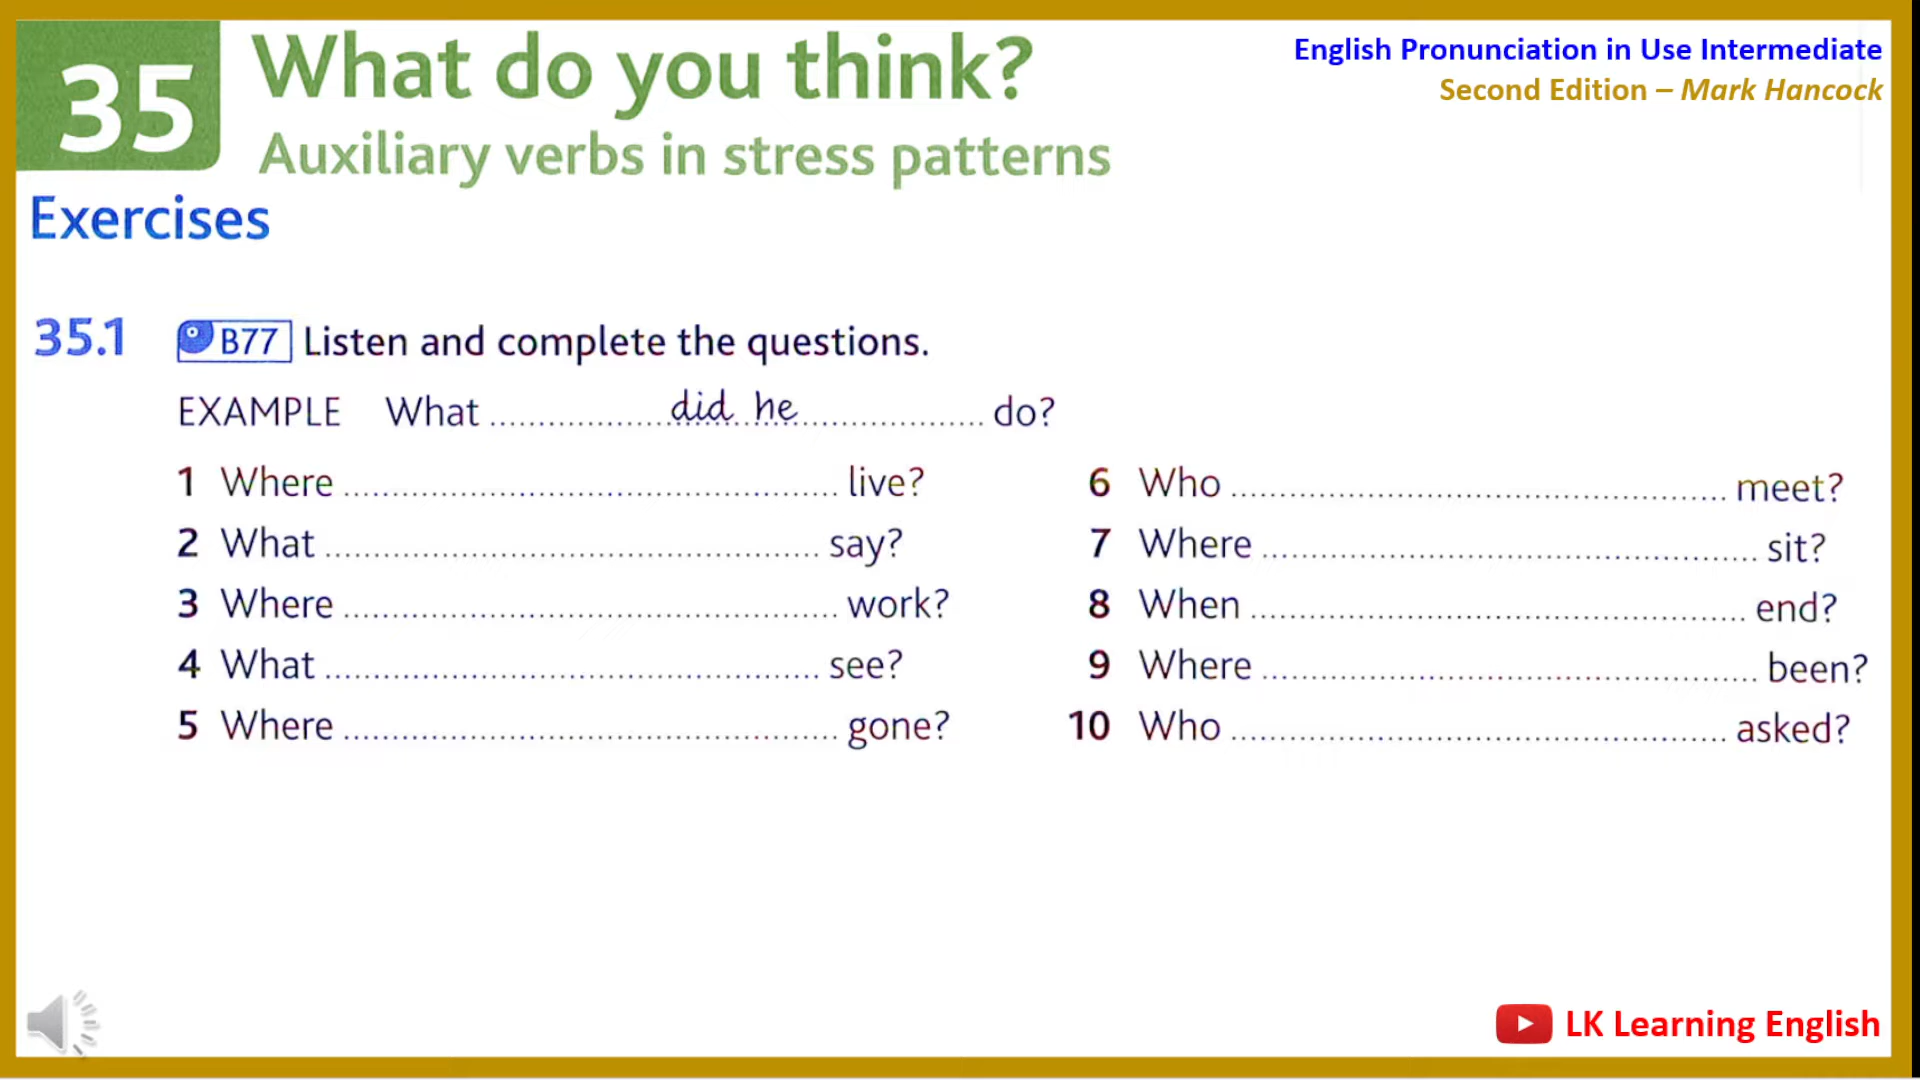 35 What do you think?
Auxiliary verbs in stress patterns
English Pronunciation in Use Intermediate
Second Edition – Mark Hancock
Exercises
35.1 B77 Listen and complete the questions.
EXAMPLE What ........ did he ........ do?
1 Where ................ live?
2 What ................ say?
3 Where ................ work?
4 What ................ see?
5 Where ................ gone?
6 Who ................ meet?
7 Where ................ sit?
8 When ................ end?
9 Where ................ been?
10 Who ................ asked?
LK Learning English